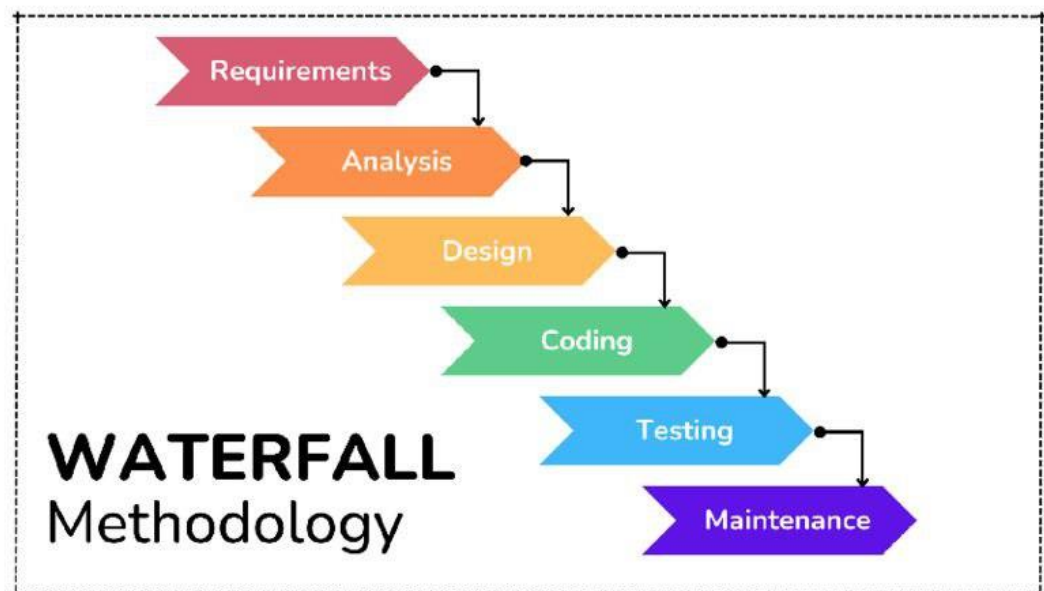 Requirements
Analysis
Design
Coding
Testing
Maintenance
WATERFALL
Methodology